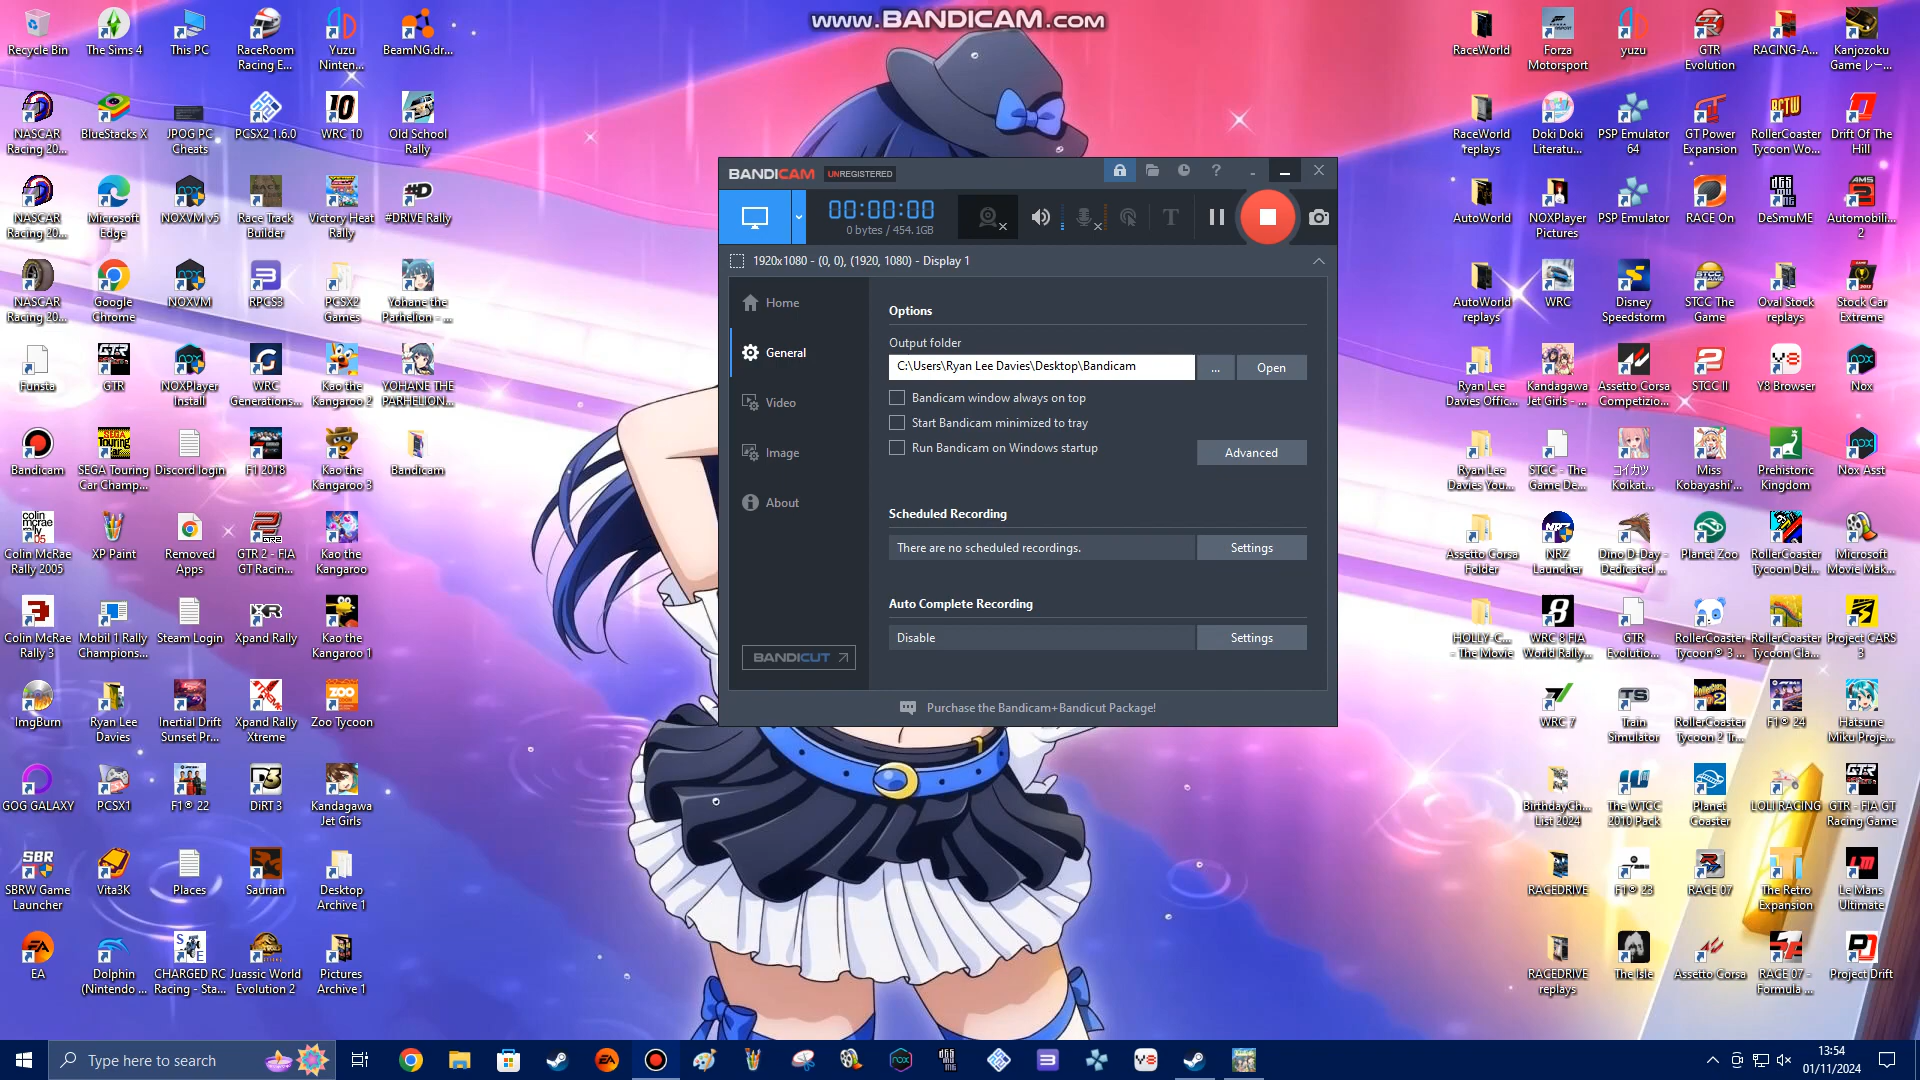 www.BANDICAM.com
Recycle Bin
The Sims 4
This PC
RaceRoom
Racing E...
Yuzu
Ninten...
BeamNG.dr...
NASCAR
Racing 20...
BlueStacks X
JPOG PC
Cheats
PCSX2 1.6.0
WRC 10
Old School
Rally
NASCAR
Racing 20...
Microsoft
Edge
NOXVM v5
Race Track
Builder
Victory Heat
Rally
#DRIVE Rally
NASCAR
Racing 20...
Google
Chrome
NOXVM
RPCS3
PCSX2
Games
Yohane the
Parhelion - ...
Funsta
GTR
NOXPlayer
Install
WRC
Generations...
Kao the
Kangaroo 2
YOHANE THE
PARHELION...
Bandicam
SEGA Touring
Car Champ...
Discord login
F1 2018
Kao the
Kangaroo 3
Bandicam
Colin McRae
Rally 2005
XP Paint
Removed
Apps
GTR 2 - FIA
GT Racin...
Kao the
Kangaroo
Colin McRae
Rally 3
Mobil 1 Rally
Champions...
Steam Login
Xpand Rally
Kao the
Kangaroo 1
ImgBurn
Ryan Lee
Davies
Inertial Drift
Sunset Pr...
Xpand Rally
Xtreme
Zoo Tycoon
GOG GALAXY
PCSX1
F1® 22
DiRT 3
Kandagawa
Jet Girls
SBRW Game
Launcher
Vita3K
Places
Saurian
Desktop
Archive 1
EA
Dolphin
(Nintendo ...
CHARGED RC
Racing - Sta...
Juassic World
Evolution 2
Pictures
Archive 1
BANDICAM UNREGISTERED
00:00:00
0 bytes / 454.1GB
1920x1080 - (0, 0), (1920, 1080) - Display 1
Home
General
Video
Image
About
BANDICUT
Options
Output folder
C:\Users\Ryan Lee Davies\Desktop\Bandicam
...
Open
Bandicam window always on top
Start Bandicam minimized to tray
Run Bandicam on Windows startup
Advanced
Scheduled Recording
There are no scheduled recordings.
Settings
Auto Complete Recording
Disable
Settings
Purchase the Bandicam+Bandicut Package!
RaceWorld
Forza
Motorsport
yuzu
GTR
Evolution
RACING-A...
Kanjozoku
Game レー...
RaceWorld
replays
Doki Doki
Literatu...
PSP Emulator
64
GT Power
Expansion
RollerCoaster
Tycoon Wo...
Drift Of The
Hill
AutoWorld
NOXPlayer
Pictures
PSP Emulator
RACE On
DeSmuME
Automobili...
2
AutoWorld
replays
WRC
Disney
Speedstorm
STCC The
Game
Oval Stock
replays
Stock Car
Extreme
Ryan Lee
Davies Offic...
Kandagawa
Jet Girls - ...
Assetto Corsa
Competizio...
STCC II
Y8 Browser
Nox
Ryan Lee
Davies You...
STCC - The
Game De...
コイカツ
Koikat...
Miss
Kobayashi'...
Prehistoric
Kingdom
Nox Asst
Assetto Corsa
Folder
NRZ
Launcher
Dino D-Day -
Dedicated ...
Planet Zoo
RollerCoaster
Tycoon Del...
Microsoft
Movie Mak...
HOLLY-C...
- The Movie
WRC 8 FIA
World Rally...
GTR
Evolutio...
RollerCoaster
Tycoon® 3 ...
RollerCoaster
Tycoon Cla...
Project CARS
3
WRC 7
Train
Simulator
RollerCoaster
Tycoon 2 Tr...
F1® 24
Hatsune
Miku Proje...
BirthdayCh...
List 2024
The WTCC
2010 Pack
Planet
Coaster
LOLI RACING
GTR - FIA GT
Racing Game
RACEDRIVE
F1® 23
RACE 07
The Retro
Expansion
Le Mans
Ultimate
RACEDRIVE
replays
The Isle
Assetto Corsa
RACE 07 -
Formula ...
Project Drift
Type here to search
13:54
01/11/2024